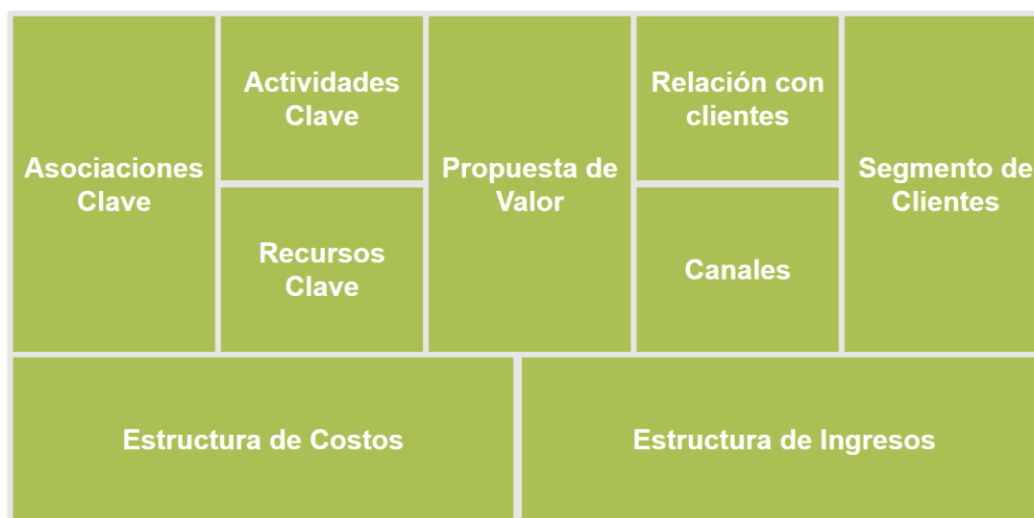 Asociaciones
Clave
Actividades
Clave
Recursos
Clave
Propuesta de
Valor
Relación con
clientes
Canales
Segmento de
Clientes
Estructura de Costos
Estructura de Ingresos